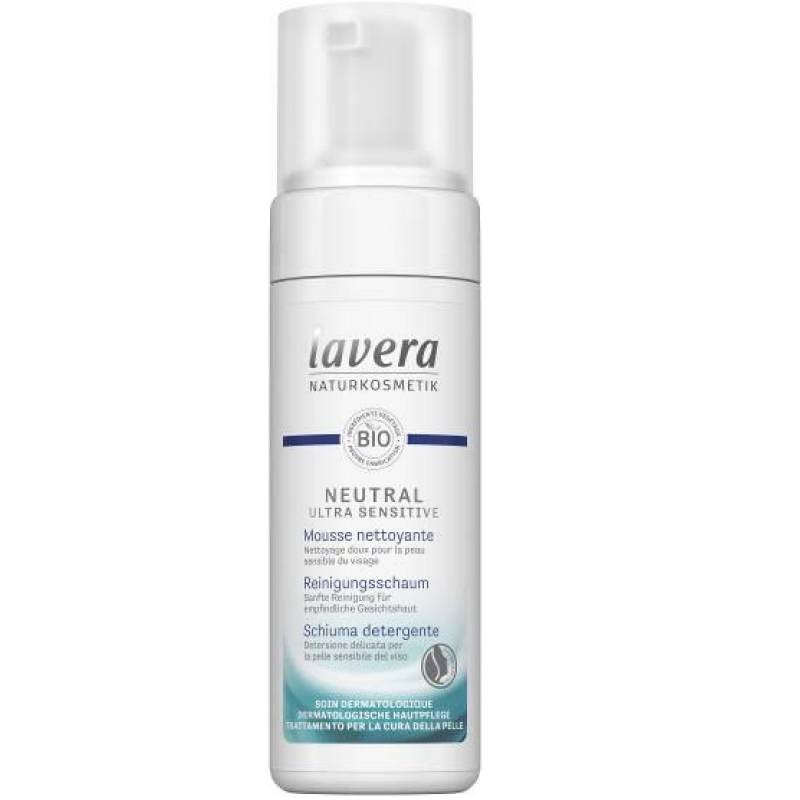 lavera
NATURKOSMETIK
BIO
NEUTRAL
ULTRA SENSITIVE
Mousse nettoyante
Nettoyage doux pour la peau
sensible du visage
Reinigungsschaum
Sanfte Reinigung für
empfindliche Gesichtshaut
Schiuma detergente
Detersione delicata per
la pelle sensibile del viso
SOIN DERMATOLOGIQUE
DERMATOLOGISCHE HAUTPFLEGE
TRATTAMENTO PER LA CURA DELLA PELLE